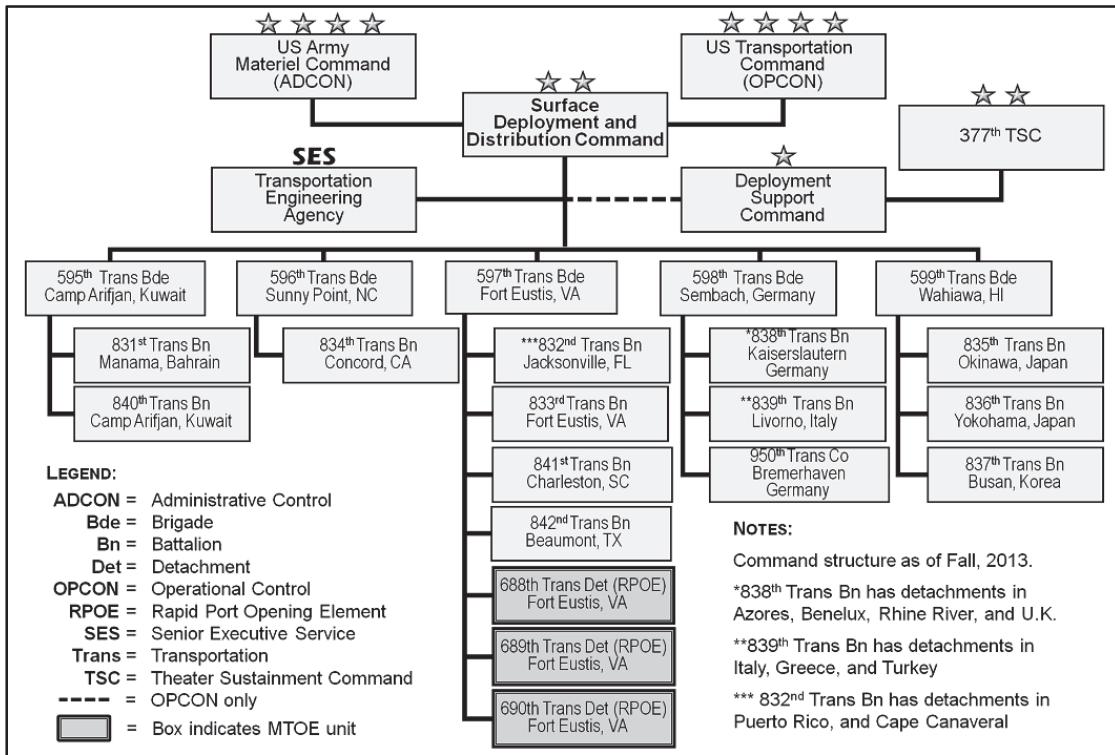 US Army
Materiel Command
(ADCON)
US Transportation
Command
(OPCON)
Surface
Deployment and
Distribution Command
377th TSC
SES
Transportation
Engineering
Agency
Deployment
Support
Command
595th Trans Bde
Camp Arifjan, Kuwait
596th Trans Bde
Sunny Point, NC
597th Trans Bde
Fort Eustis, VA
598th Trans Bde
Sembach, Germany
599th Trans Bde
Wahiawa, HI
831st Trans Bn
Manama, Bahrain
840th Trans Bn
Camp Arifjan, Kuwait
834th Trans Bn
Concord, CA
***832nd Trans Bn
Jacksonville, FL
833rd Trans Bn
Fort Eustis, VA
841st Trans Bn
Charleston, SC
842nd Trans Bn
Beaumont, TX
688th Trans Det (RPOE)
Fort Eustis, VA
689th Trans Det (RPOE)
Fort Eustis, VA
690th Trans Det (RPOE)
Fort Eustis, VA
*838th Trans Bn
Kaiserslautern
Germany
**839th Trans Bn
Livorno, Italy
950th Trans Co
Bremerhaven
Germany
835th Trans Bn
Okinawa, Japan
836th Trans Bn
Yokohama, Japan
837th Trans Bn
Busan, Korea
LEGEND:
ADCON = Administrative Control
Bde = Brigade
Bn = Battalion
Det = Detachment
OPCON = Operational Control
RPOE = Rapid Port Opening Element
SES = Senior Executive Service
Trans = Transportation
TSC = Theater Sustainment Command
= OPCON only
= Box indicates MTOE unit
NOTES:
Command structure as of Fall, 2013.
*838th Trans Bn has detachments in
Azores, Benelux, Rhine River, and U.K.
**839th Trans Bn has detachments in
Italy, Greece, and Turkey
*** 832nd Trans Bn has detachments in
Puerto Rico, and Cape Canaveral